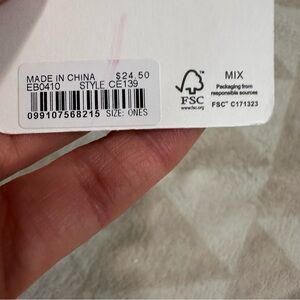 MADE IN CHINA $24.50
EB0410 STYLE CE139
099107568215 SIZE: ONES
FSC
www.fsc.org
MIX
Packaging from
responsible sources
FSC™ C171323